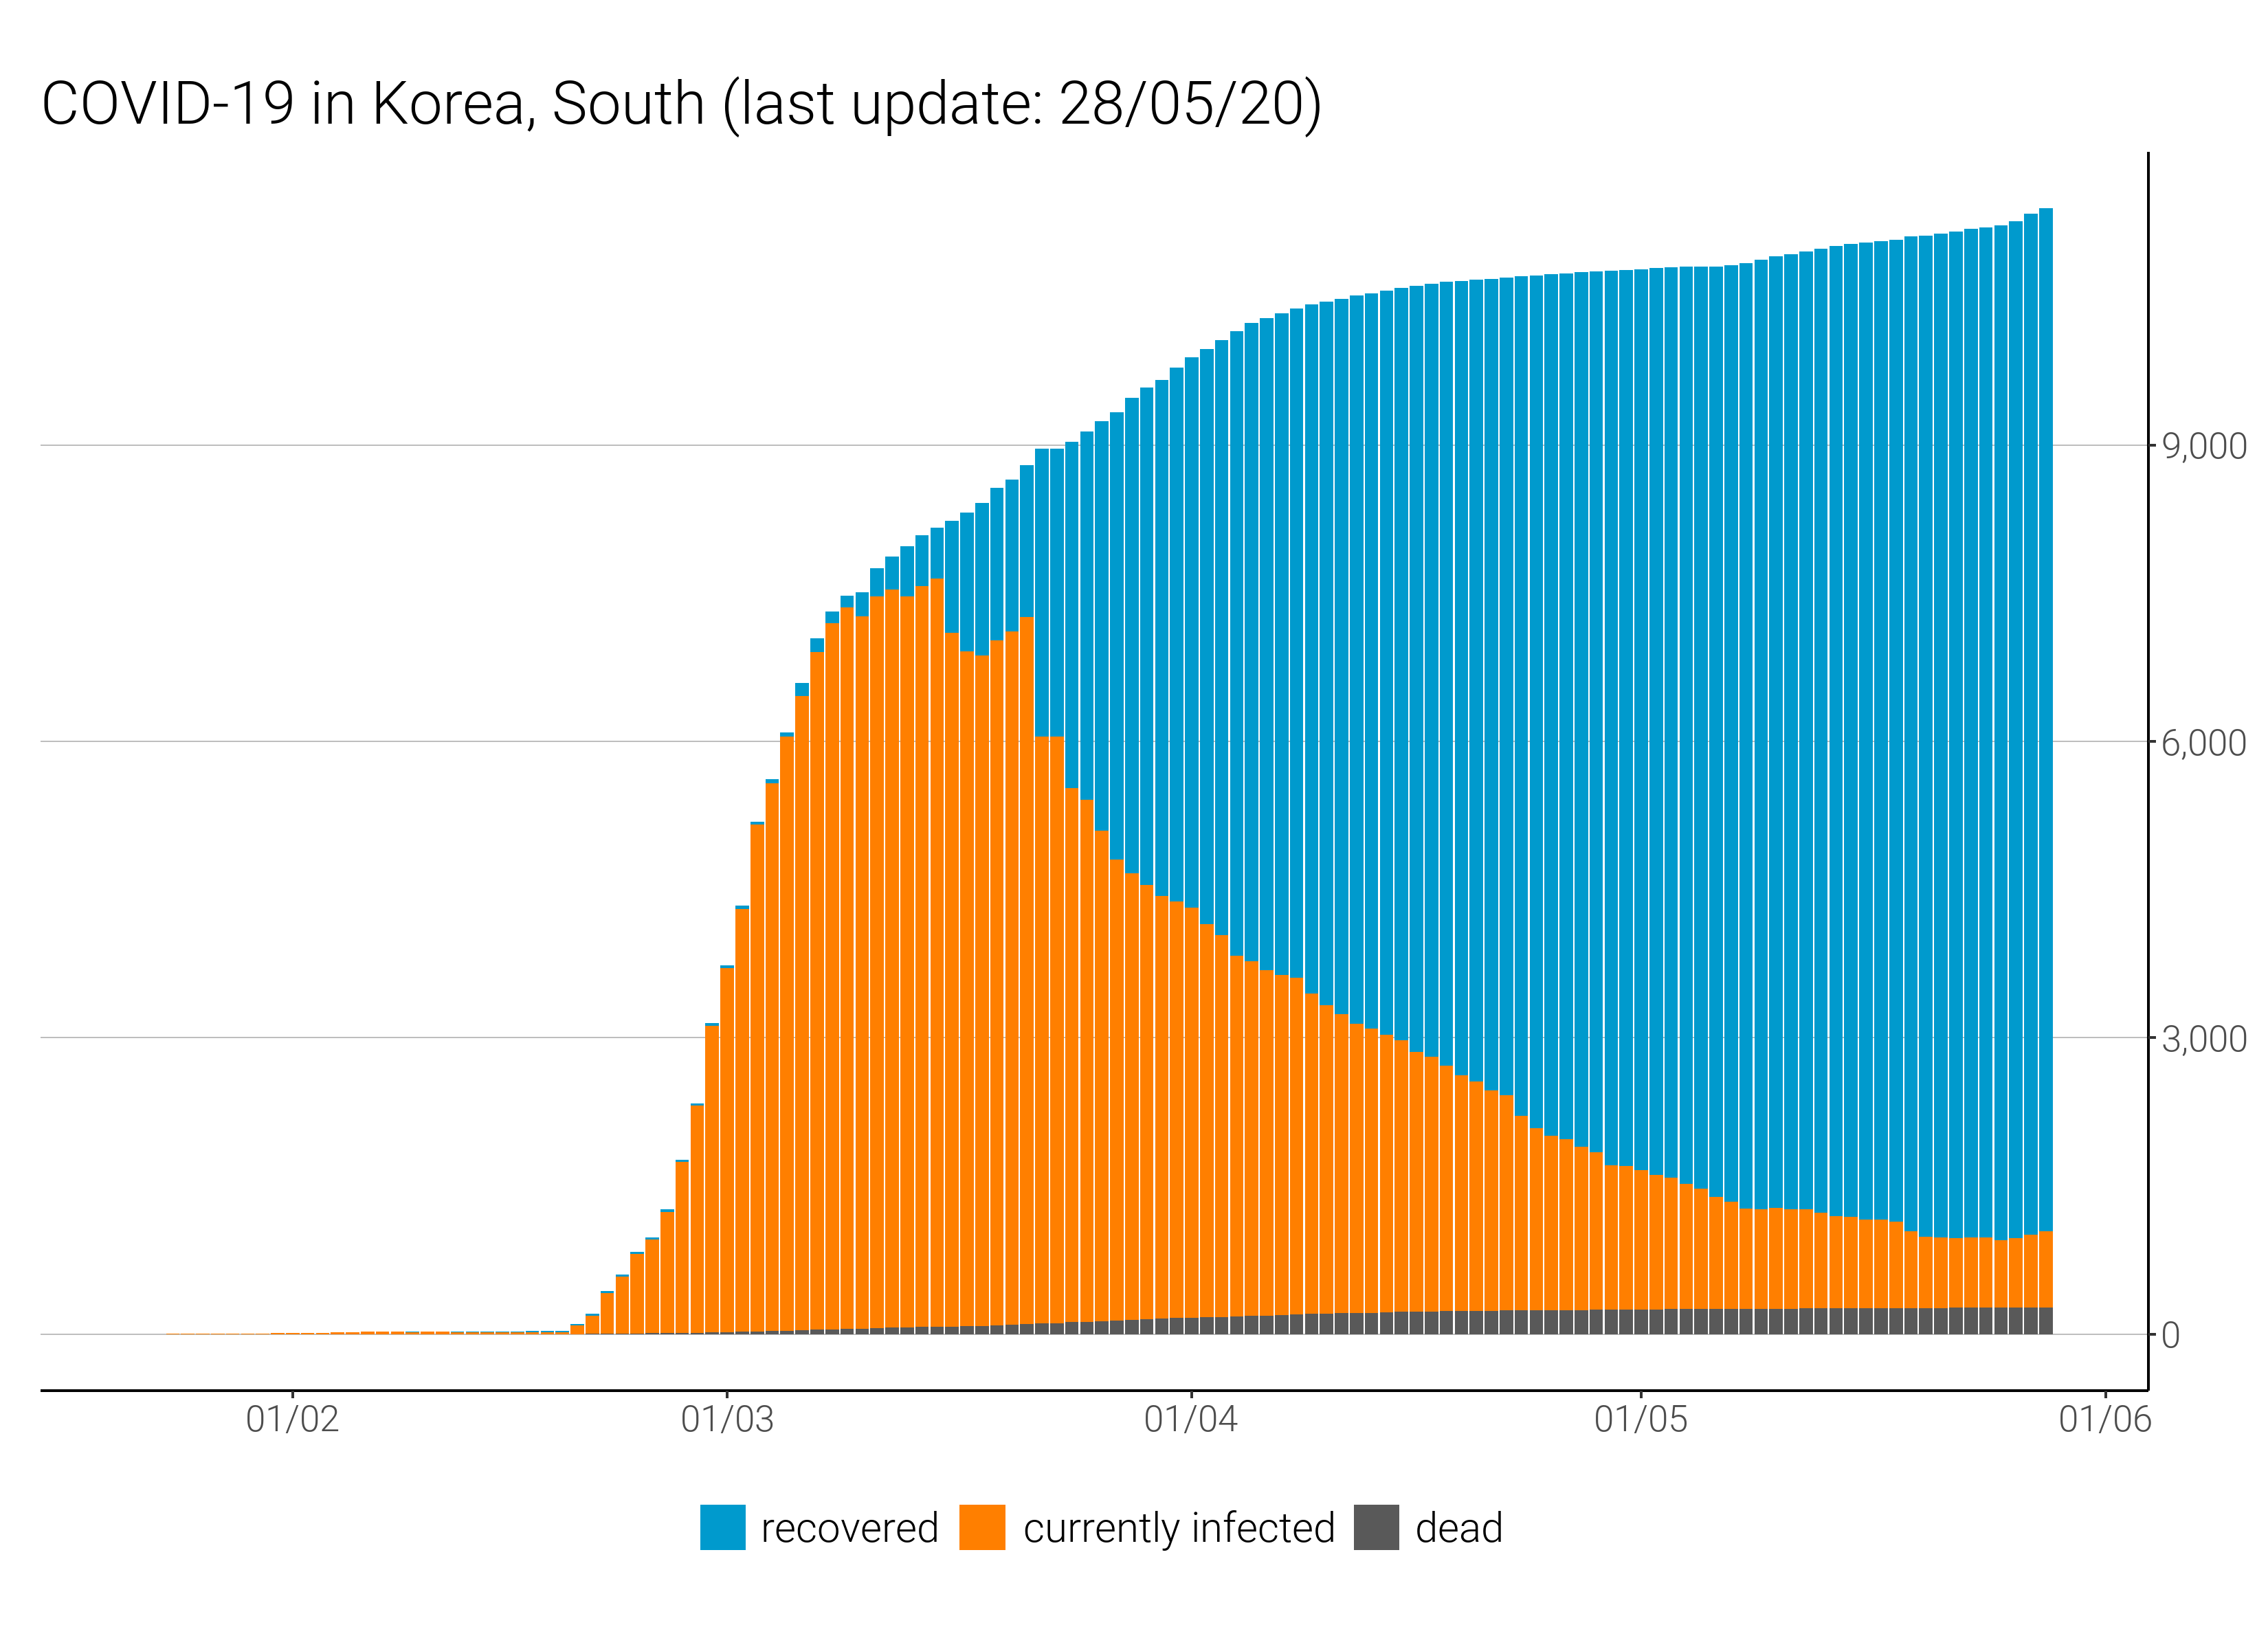 COVID-19 in Korea, South (last update: 28/05/20)
9,000
6,000
3,000
0
01/02 01/03 01/04 01/05 01/06
recovered currently infected dead